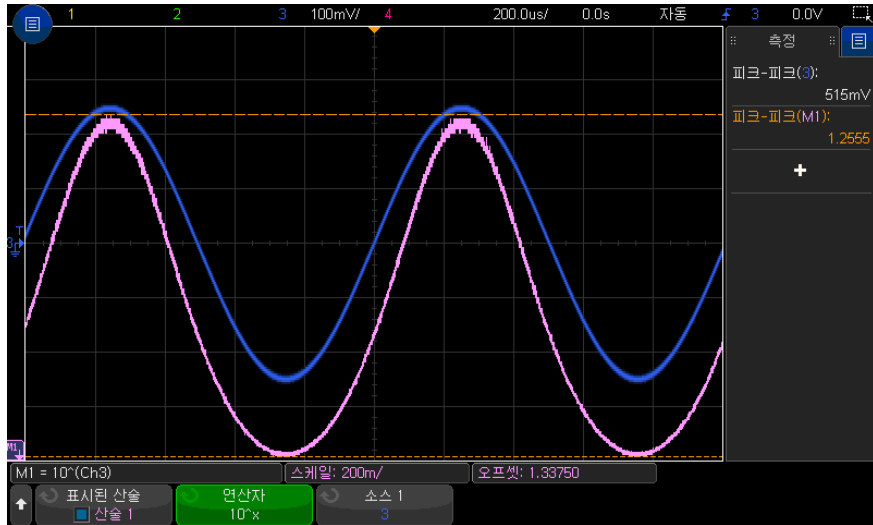 1 2 3 100mV/ 4 200.0us/ 0.0s 자동 3 0.0V
측정
피크-피크(3):
515mV
피크-피크(M1):
1.2555
+
T
3
M1
M1 = 10^(Ch3) 스케일: 200m/ 오프셋: 1.33750
표시된 산술 연산자 소스 1
산술 1 10^x 3